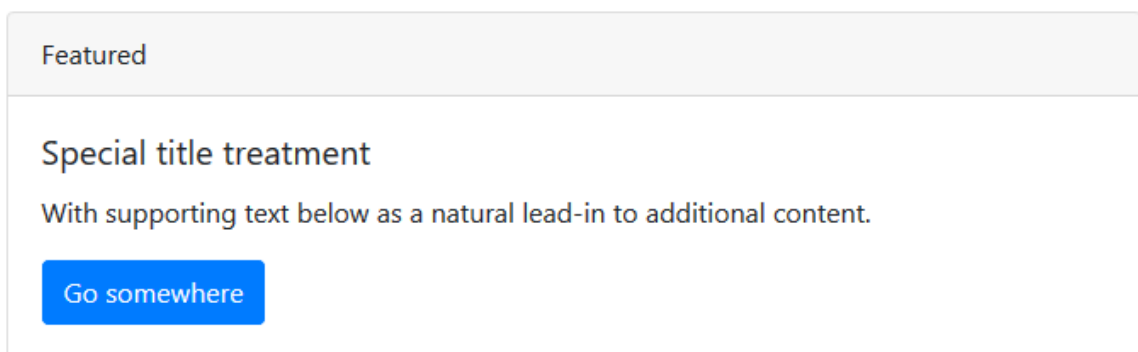 Featured
Special title treatment
With supporting text below as a natural lead-in to additional content.
Go somewhere